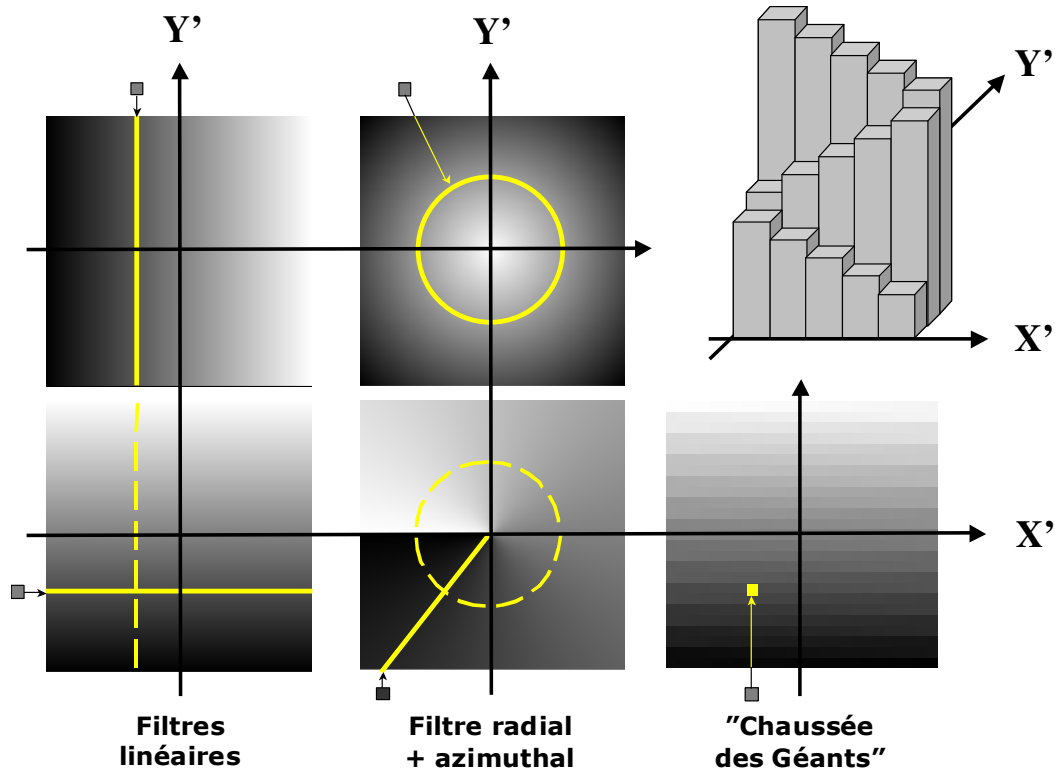 Y’
Y’
Y’
X’
X’
Filtres
linéaires
Filtre radial
+ azimuthal
”Chaussée
des Géants”